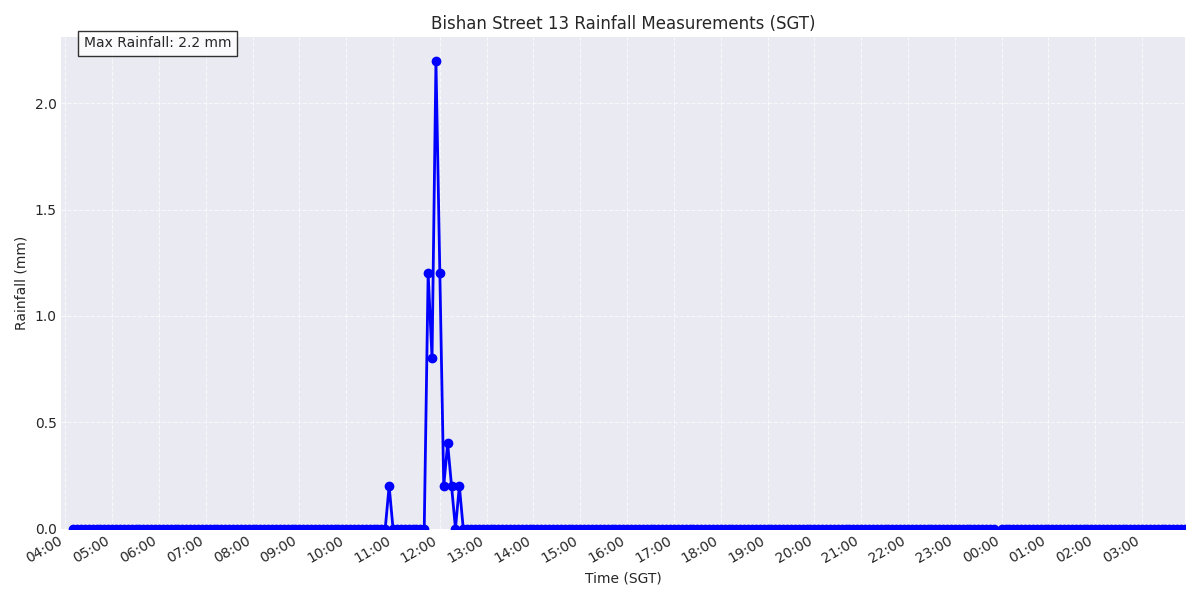 Bishan Street 13 Rainfall Measurements (SGT)
Max Rainfall: 2.2 mm
Rainfall (mm)
2.0
1.5
1.0
0.5
0.0
04:00 05:00 06:00 07:00 08:00 09:00 10:00 11:00 12:00 13:00 14:00 15:00 16:00 17:00 18:00 19:00 20:00 21:00 22:00 23:00 00:00 01:00 02:00 03:00
Time (SGT)